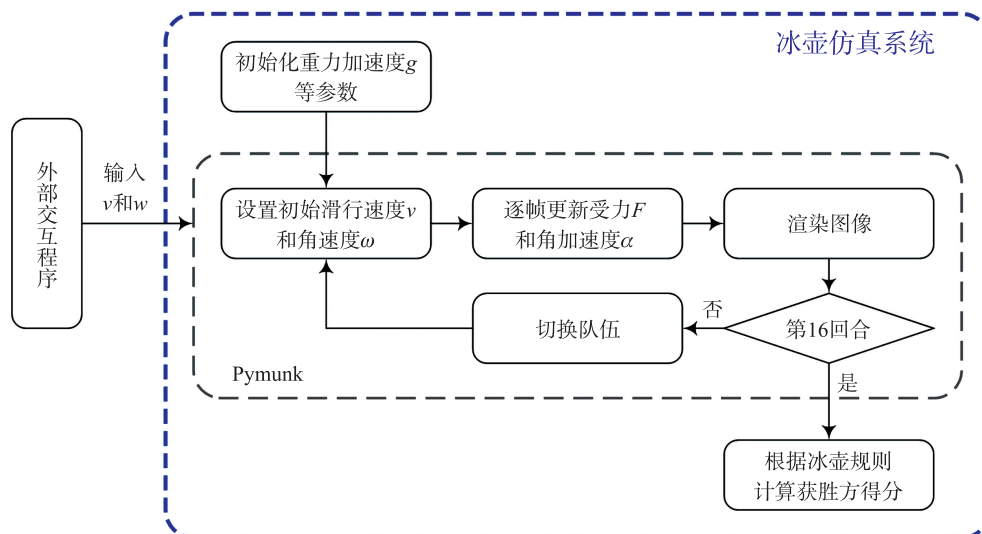 冰壶仿真系统
初始化重力加速度g
等参数
外部交互程序
输入
v和w
设置初始滑行速度v
和角速度ω
逐帧更新受力F
和角加速度α
渲染图像
第16回合
否
切换队伍
Pymunk
是
根据冰壶规则
计算获胜方得分